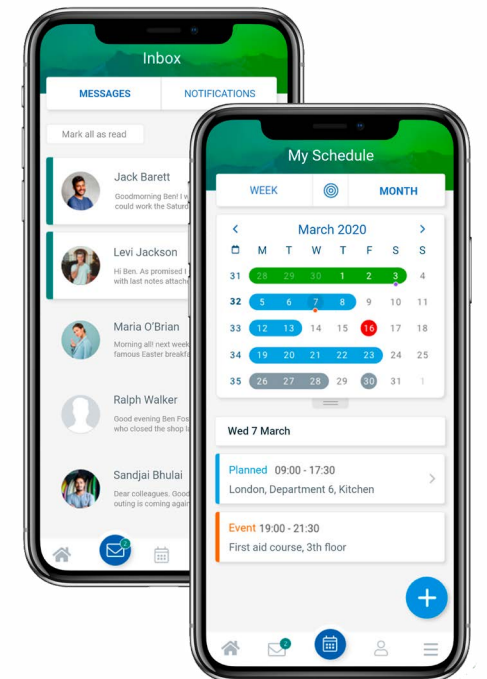 Inbox
MESSAGES NOTIFICATIONS
Mark all as read
Jack Barett
Goodmorning Ben! I w
could work the Saturd
Levi Jackson
Hi Ben. As promised I
with last notes attache
Maria O'Brian
Morning all! next week
famous Easter breakfa
Ralph Walker
Good evening Ben Fos
who closed the shop la
Sandjai Bhulai
Dear colleagues. Good
outing is coming again
2
My Schedule
WEEK MONTH
March 2020
M T W T F S S
31 28 29 30 1 2 3 4
32 5 6 7 8 9 10 11
33 12 13 14 15 16 17 18
34 19 20 21 22 23 24 25
35 26 27 28 29 30 31 1
Wed 7 March
Planned 09:00 - 17:30
London, Department 6, Kitchen
Event 19:00 - 21:30
First aid course, 3th floor
+
2